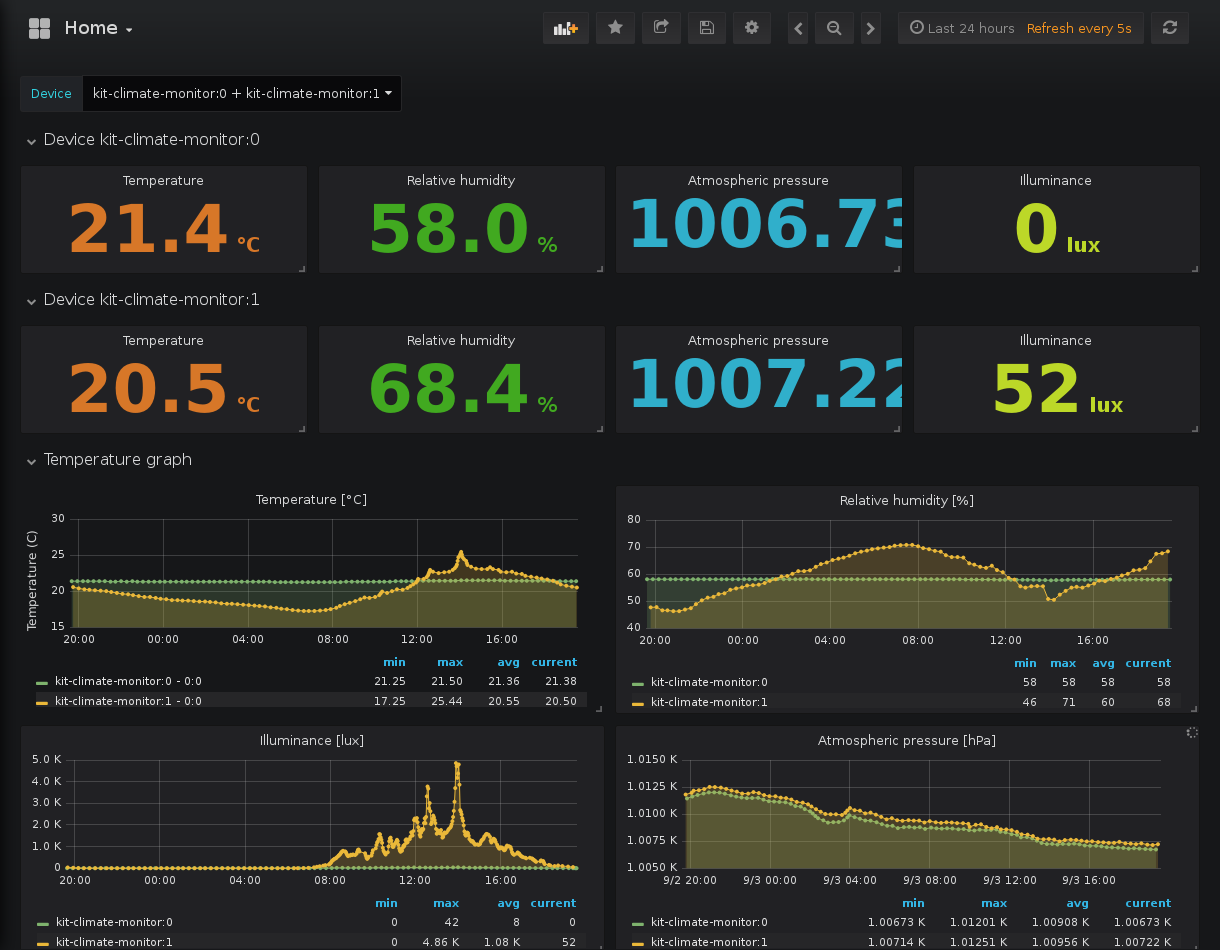 Home
Last 24 hours Refresh every 5s
Device kit-climate-monitor:0 + kit-climate-monitor:1
Device kit-climate-monitor:0
Temperature Relative humidity Atmospheric pressure Illuminance
21.4 °C 58.0 % 1006.73 0 lux
Device kit-climate-monitor:1
Temperature Relative humidity Atmospheric pressure Illuminance
20.5 °C 68.4 % 1007.22 52 lux
Temperature graph
Temperature [°C]
Temperature (C)
30
25
20
15
20:00 00:00 04:00 08:00 12:00 16:00
min max avg current
kit-climate-monitor:0 - 0:0 21.25 21.50 21.36 21.38
kit-climate-monitor:1 - 0:0 17.25 25.44 20.55 20.50
Relative humidity [%]
80
70
60
50
40
20:00 00:00 04:00 08:00 12:00 16:00
min max avg current
kit-climate-monitor:0 58 58 58 58
kit-climate-monitor:1 46 71 60 68
Illuminance [lux]
5.0 K
4.0 K
3.0 K
2.0 K
1.0 K
0
20:00 00:00 04:00 08:00 12:00 16:00
min max avg current
kit-climate-monitor:0 0 42 8 0
kit-climate-monitor:1 0 4.86 K 1.08 K 52
Atmospheric pressure [hPa]
1.0150 K
1.0125 K
1.0100 K
1.0075 K
1.0050 K
9/2 20:00 9/3 00:00 9/3 04:00 9/3 08:00 9/3 12:00 9/3 16:00
min max avg current
kit-climate-monitor:0 1.00673 K 1.01201 K 1.00908 K 1.00673 K
kit-climate-monitor:1 1.00714 K 1.01251 K 1.00956 K 1.00722 K